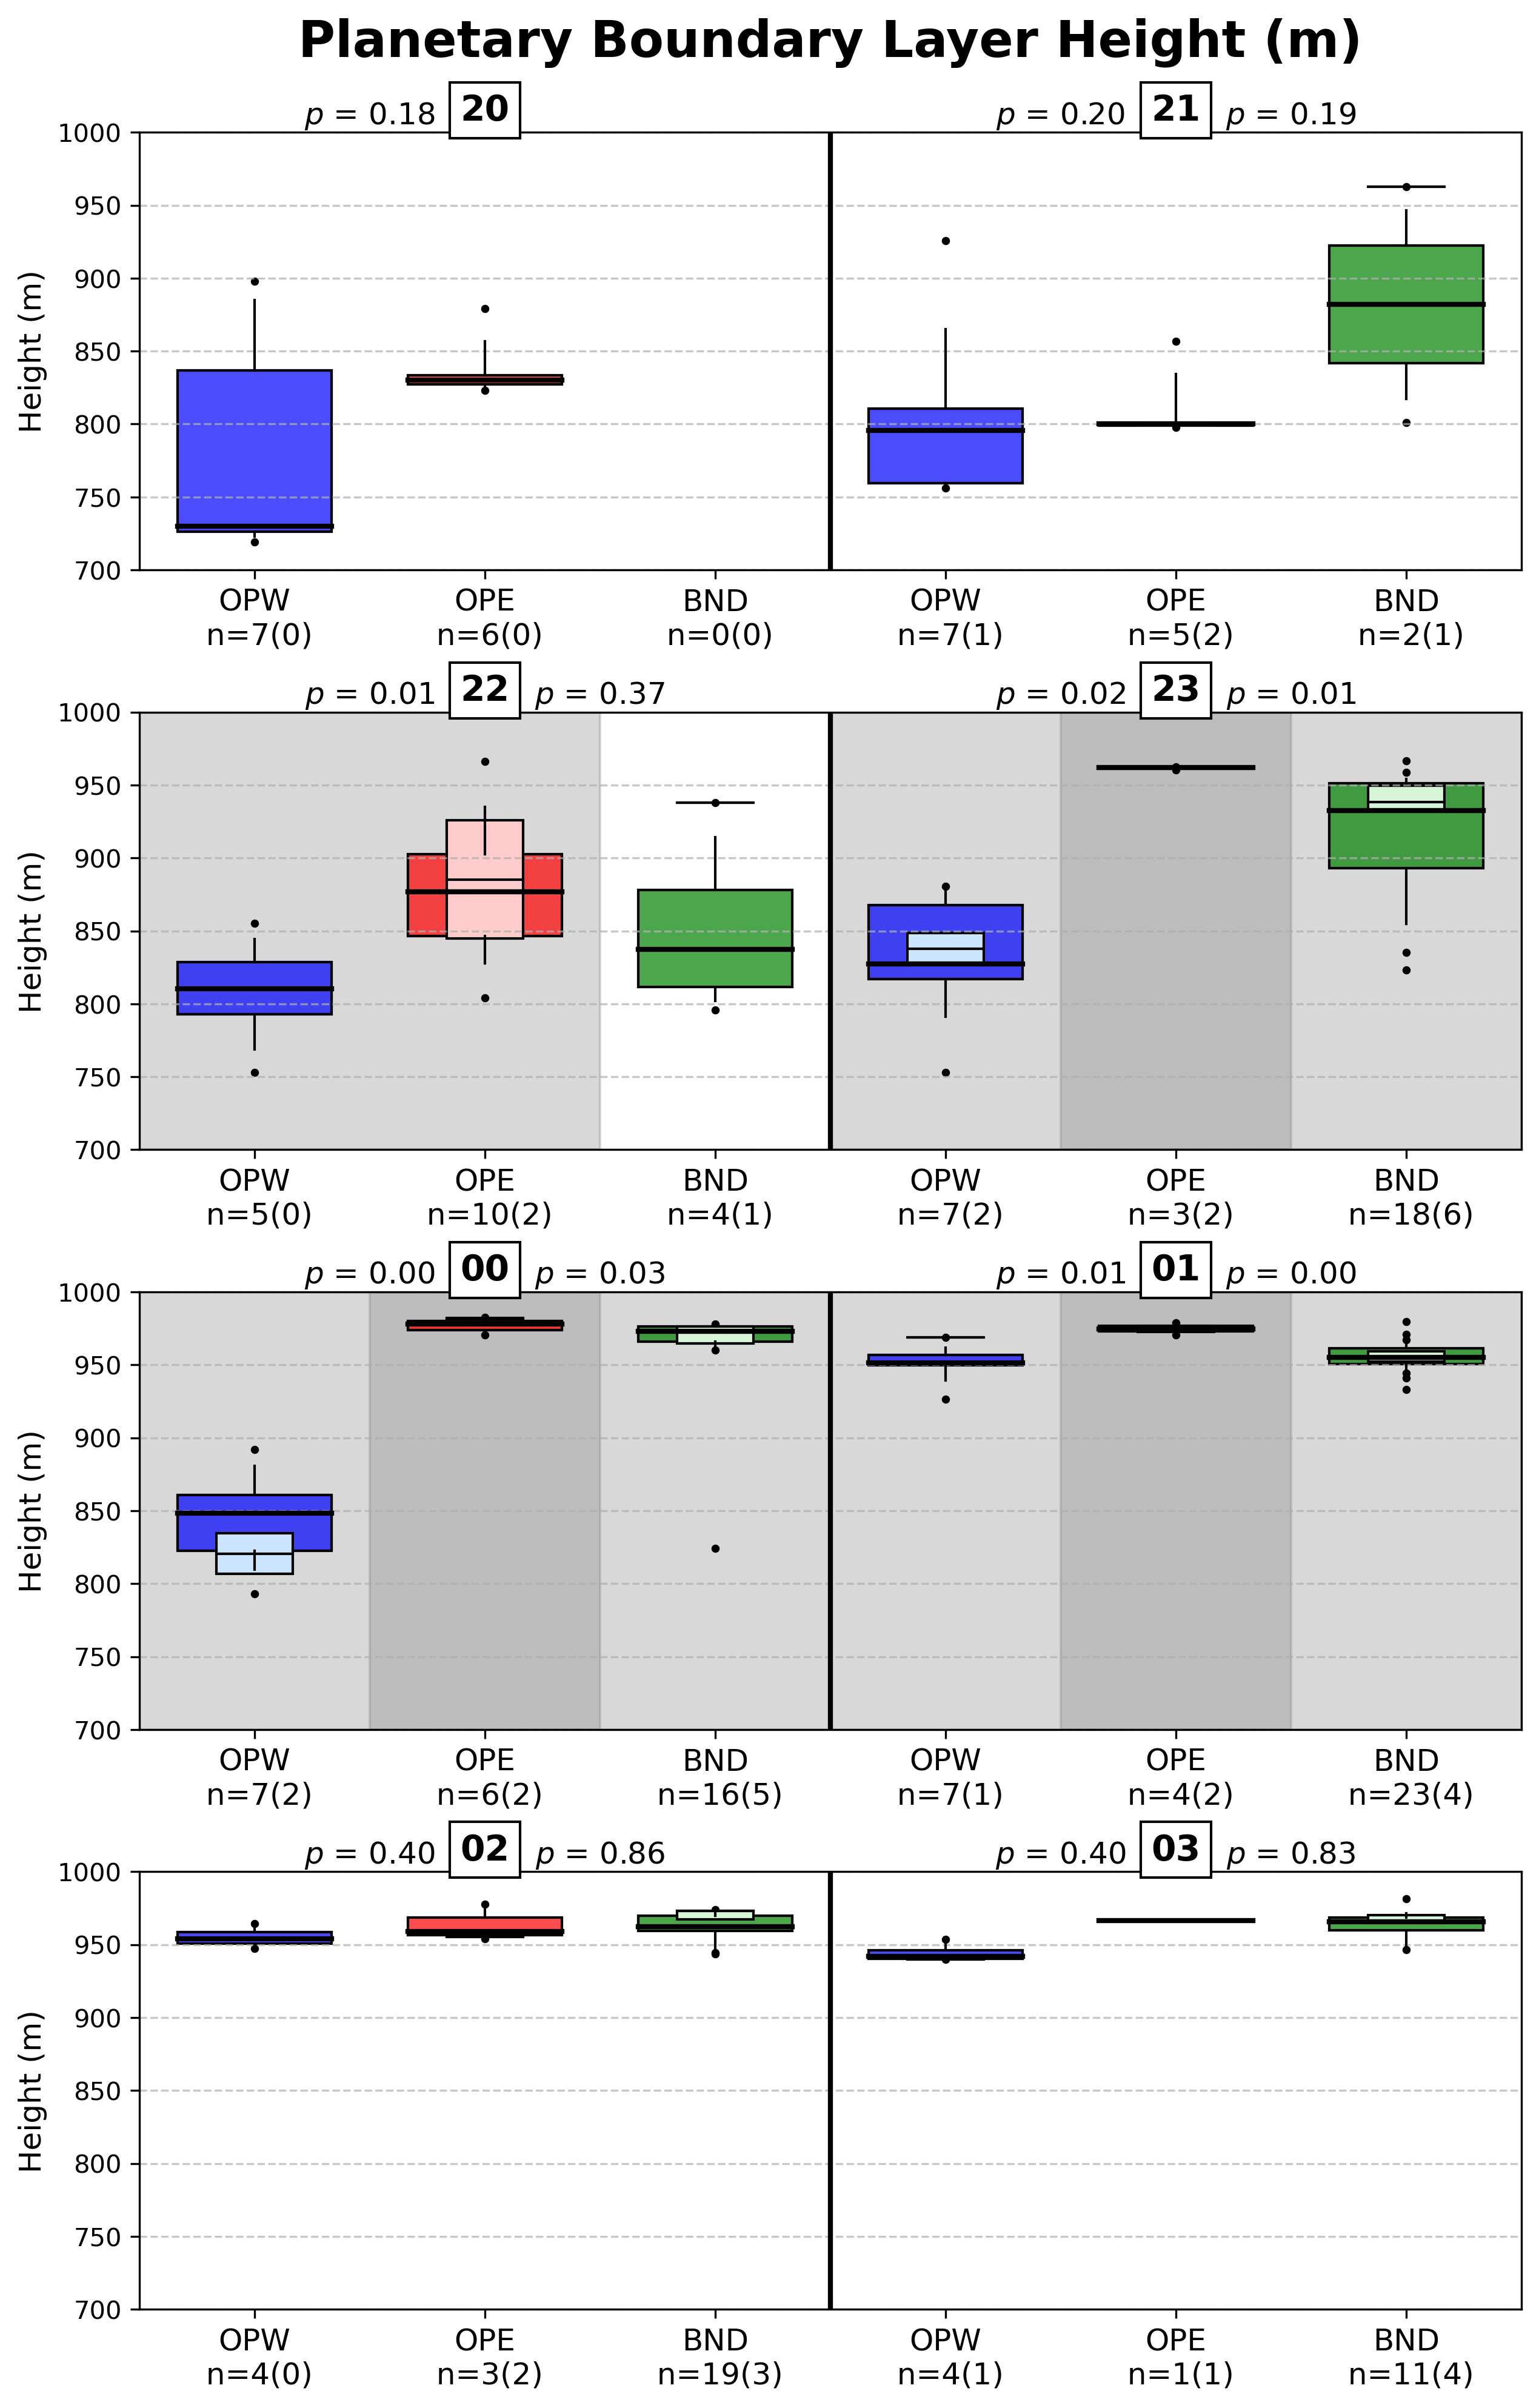 Planetary Boundary Layer Height (m)
p = 0.18 20
p = 0.20 21 p = 0.19
1000
950
900
850
800
750
700
Height (m)
OPW OPE BND OPW OPE BND
n=7(0) n=6(0) n=0(0) n=7(1) n=5(2) n=2(1)
p = 0.01 22 p = 0.37
p = 0.02 23 p = 0.01
1000
950
900
850
800
750
700
Height (m)
OPW OPE BND OPW OPE BND
n=5(0) n=10(2) n=4(1) n=7(2) n=3(2) n=18(6)
p = 0.00 00 p = 0.03
p = 0.01 01 p = 0.00
1000
950
900
850
800
750
700
Height (m)
OPW OPE BND OPW OPE BND
n=7(2) n=6(2) n=16(5) n=7(1) n=4(2) n=23(4)
p = 0.40 02 p = 0.86
p = 0.40 03 p = 0.83
1000
950
900
850
800
750
700
Height (m)
OPW OPE BND OPW OPE BND
n=4(0) n=3(2) n=19(3) n=4(1) n=1(1) n=11(4)